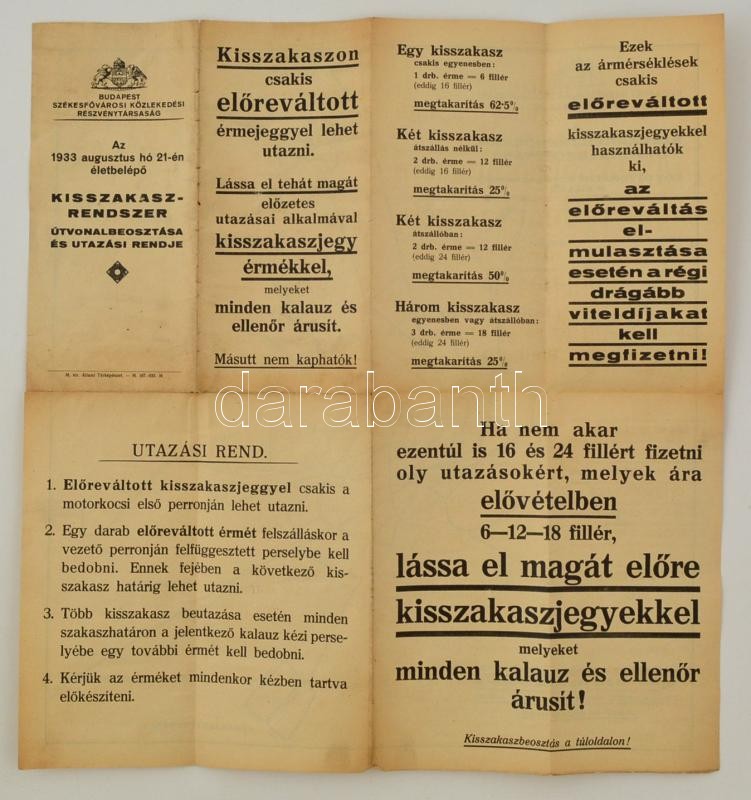 BUDAPEST
SZÉKESFŐVÁROSI KÖZLEKEDÉSI
RÉSZVÉNYTÁRSASÁG
Az
1933 augusztus hó 21-én
életbelépő
KISSZAKASZ-
RENDSZER
ÚTVONALBEOSZTÁSA
ÉS UTAZÁSI RENDJE
M. kir. Állami Térképészet. —
Kisszakaszon
csakis
előreváltott
érmejeggyel lehet
utazni.
Lássa el tehát magát
előzetes
utazásai alkalmával
kisszakaszjegy
érmékkel,
melyeket
minden kalauz és
ellenőr árusít.
Másutt nem kaphatók!
Egy kisszakasz
csakis egyenesben:
1 drb. érme = 6 fillér
(eddig 16 fillér)
megtakarítás 62·5%
Két kisszakasz
átszállás nélkül:
2 drb. érme = 12 fillér
(eddig 16 fillér)
megtakarítás 25%
Két kisszakasz
átszállóban:
2 drb. érme = 12 fillér
(eddig 24 fillér)
megtakarítás 50%
Három kisszakasz
egyenesben vagy átszállóban:
3 drb. érme = 18 fillér
(eddig 24 fillér)
megtakarítás 25%
Ezek
az ármérséklések
csakis
előreváltott
kisszakaszjegyekkel
használhatók
ki,
az
előreváltás
el-
mulasztása
esetén a régi
drágább
viteldíjakat
kell
megfizetni!
darabanth
UTAZÁSI REND.
1. Előreváltott kisszakaszjeggyel csakis a
motorkocsi első perronján lehet utazni.
2. Egy darab előreváltott érmét felszálláskor a
vezető perronján felfüggesztett perselybe kell
bedobni. Ennek fejében a következő kis-
szakasz határig lehet utazni.
3. Több kisszakasz beutazása esetén minden
szakaszhatáron a jelentkező kalauz kézi perse-
lyébe egy további érmét kell bedobni.
4. Kérjük az érméket mindenkor kézben tartva
előkészíteni.
Ha nem akar
ezentúl is 16 és 24 fillért fizetni
oly utazásokért, melyek ára
elővételben
6—12—18 fillér,
lássa el magát előre
kisszakaszjegyekkel
melyeket
minden kalauz és ellenőr
árusít!
Kisszakaszbeosztás a túloldalon!